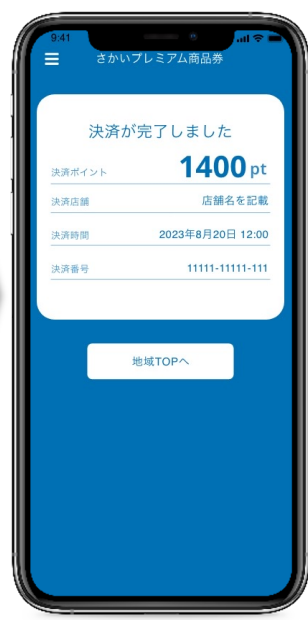 9:41
さかいプレミアム商品券
決済が完了しました
決済ポイント 1400 pt
決済店舗 店舗名を記載
決済時間 2023年8月20日 12:00
決済番号 11111-11111-111
地域TOPへ